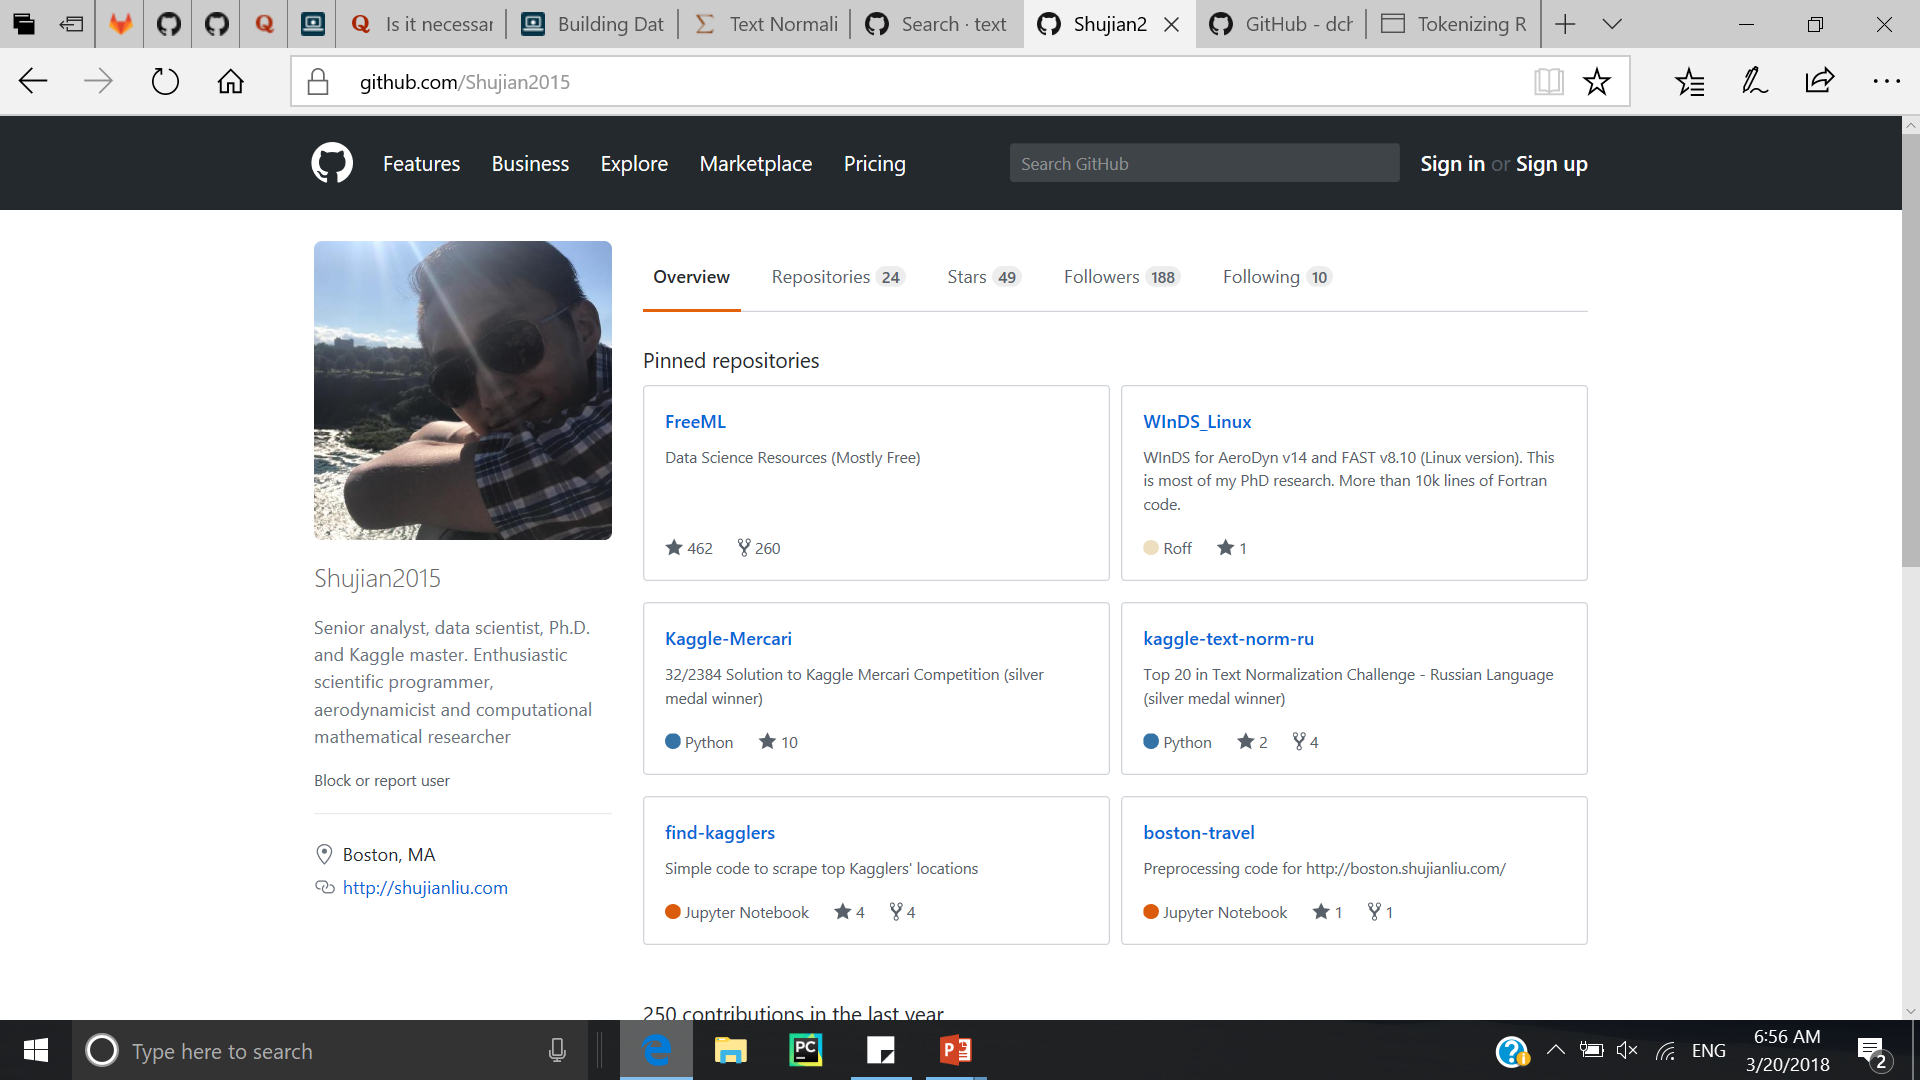 Is it necessar
Building Dat
Text Normali
Search · text
Shujian2
GitHub - dch
Tokenizing R
github.com/Shujian2015
Features
Business
Explore
Marketplace
Pricing
Search GitHub
Sign in or Sign up
Overview
Repositories 24
Stars 49
Followers 188
Following 10
Shujian2015
Senior analyst, data scientist, Ph.D.
and Kaggle master. Enthusiastic
scientific programmer,
aerodynamicist and computational
mathematical researcher
Block or report user
Boston, MA
http://shujianliu.com
Pinned repositories
FreeML
Data Science Resources (Mostly Free)
462 260
WInDS_Linux
WInDS for AeroDyn v14 and FAST v8.10 (Linux version). This
is most of my PhD research. More than 10k lines of Fortran
code.
Roff 1
Kaggle-Mercari
32/2384 Solution to Kaggle Mercari Competition (silver
medal winner)
Python 10
kaggle-text-norm-ru
Top 20 in Text Normalization Challenge - Russian Language
(silver medal winner)
Python 2 4
find-kagglers
Simple code to scrape top Kagglers' locations
Jupyter Notebook 4 4
boston-travel
Preprocessing code for http://boston.shujianliu.com/
Jupyter Notebook 1 1
250 contributions in the last year
Type here to search
PC
P
ENG
6:56 AM
3/20/2018
2